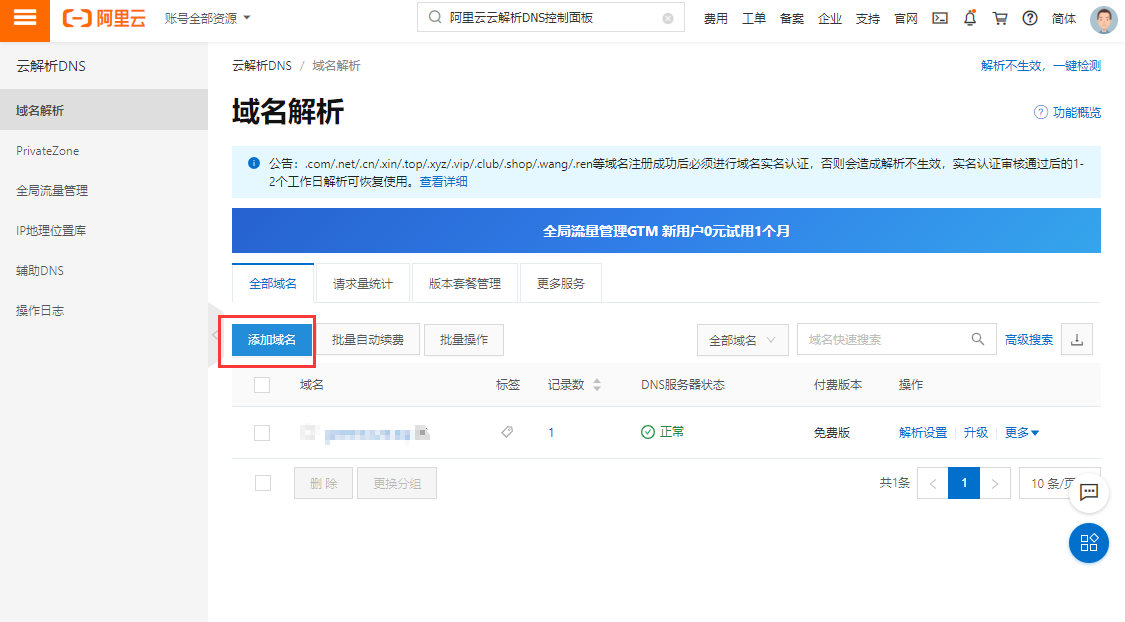 阿里云 账号全部资源 阿里云云解析DNS控制面板 费用 工单 备案 企业 支持 官网 简体
云解析DNS
域名解析
PrivateZone
全局流量管理
IP地理位置库
辅助DNS
操作日志
云解析DNS / 域名解析 解析不生效，一键检测
域名解析 功能概览
公告：.com/.net/.cn/.xin/.top/.xyz/.vip/.club/.shop/.wang/.ren等域名注册成功后必须进行域名实名认证，否则会造成解析不生效，实名认证审核通过后的1-
2个工作日解析可恢复使用。查看详细
全局流量管理GTM 新用户0元试用1个月
全部域名 请求量统计 版本套餐管理 更多服务
添加域名 批量自动续费 批量操作 全部域名 域名快速搜索 高级搜索
域名 标签 记录数 DNS服务器状态 付费版本 操作
1 正常 免费版 解析设置 升级 更多
删 除 更换分组 共1条 < 1 > 10 条/页